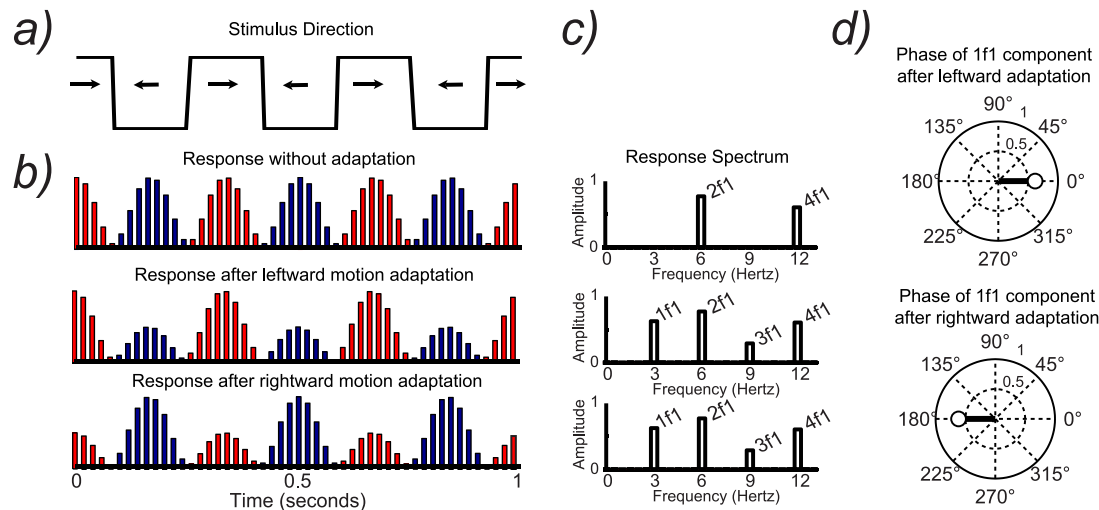 a)
Stimulus Direction
b)
Response without adaptation
Response after leftward motion adaptation
Response after rightward motion adaptation
0
0.5
1
Time (seconds)
c)
Response Spectrum
Amplitude
1
0
2f1
4f1
0 3 6 9 12
Frequency (Hertz)
Amplitude
1
0
1f1
2f1
3f1
4f1
0 3 6 9 12
Frequency (Hertz)
Amplitude
1
0
1f1
2f1
3f1
4f1
0 3 6 9 12
Frequency (Hertz)
d)
Phase of 1f1 component
after leftward adaptation
90°
1
135°
45°
0.5
180°
0°
225°
315°
270°
Phase of 1f1 component
after rightward adaptation
90°
1
135°
45°
0.5
180°
0°
225°
315°
270°